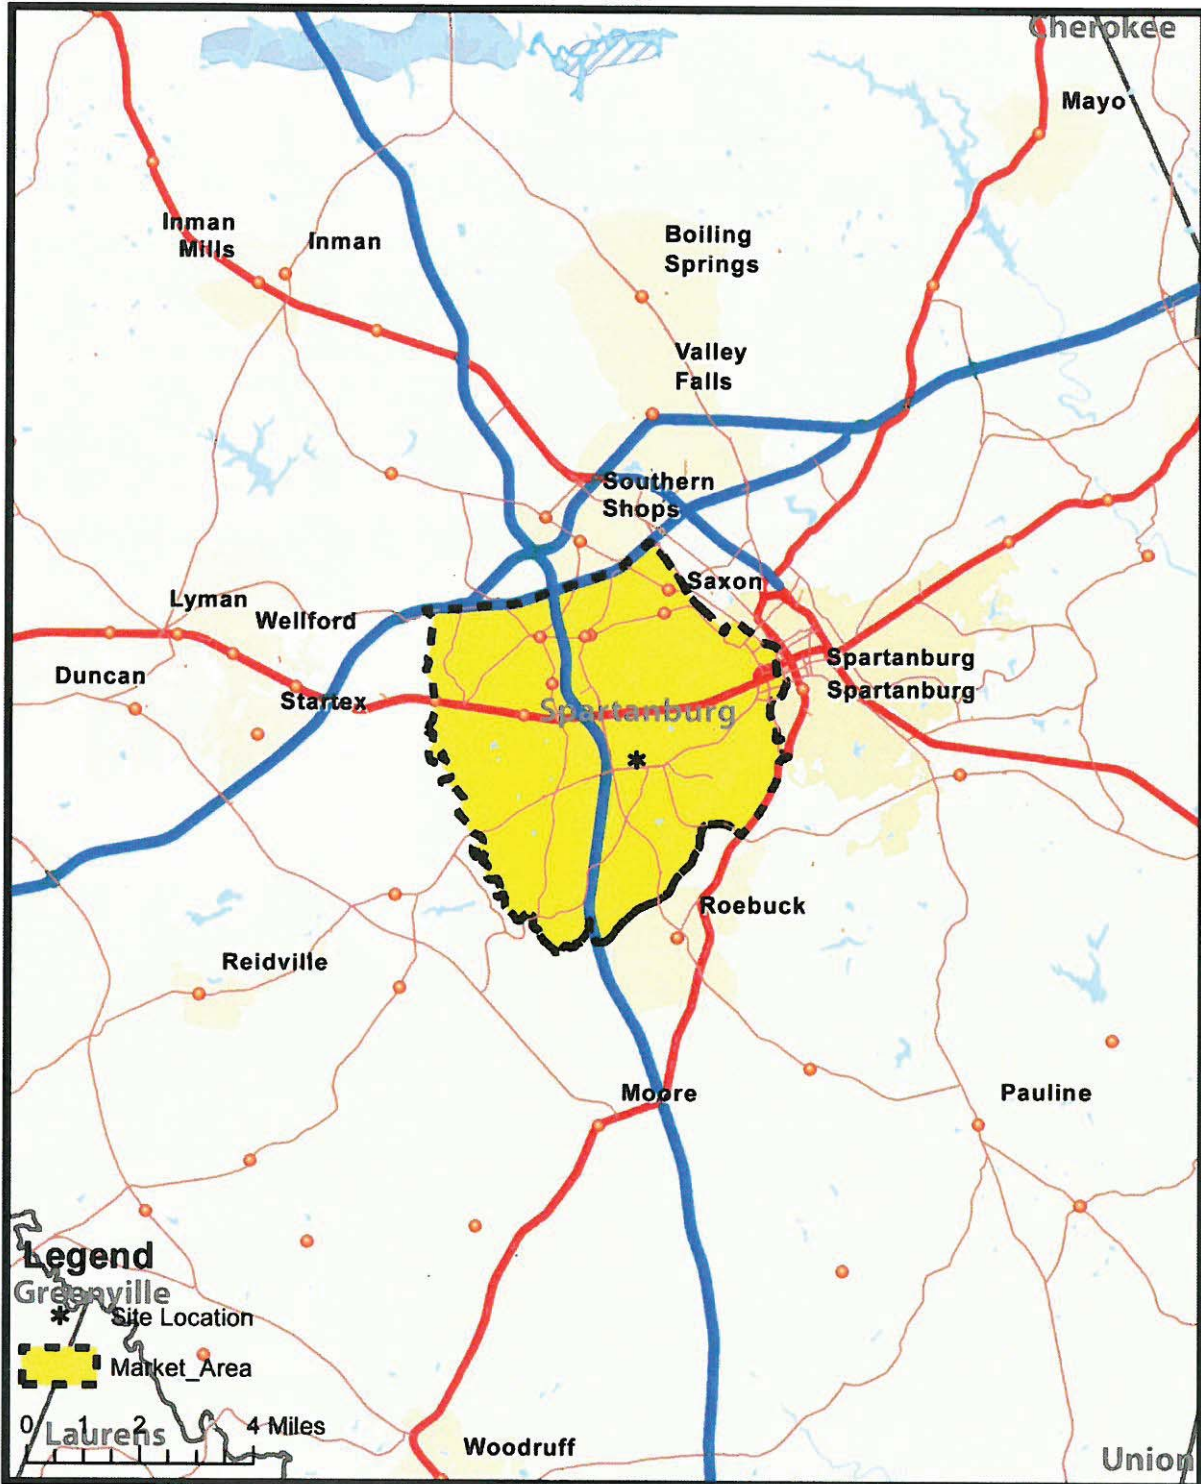 Cherokee
Mayo
Inman
Mills
Inman
Boiling
Springs
Valley
Falls
Southern
Shops
Saxon
Lyman
Wellford
Duncan
Startex
Spartanburg
Spartanburg
Spartanburg
Roebuck
Reidville
Moore
Pauline
Legend
Greenville
* Site Location
Market_Area
0 1 2 4 Miles
Laurens
Woodruff
Union